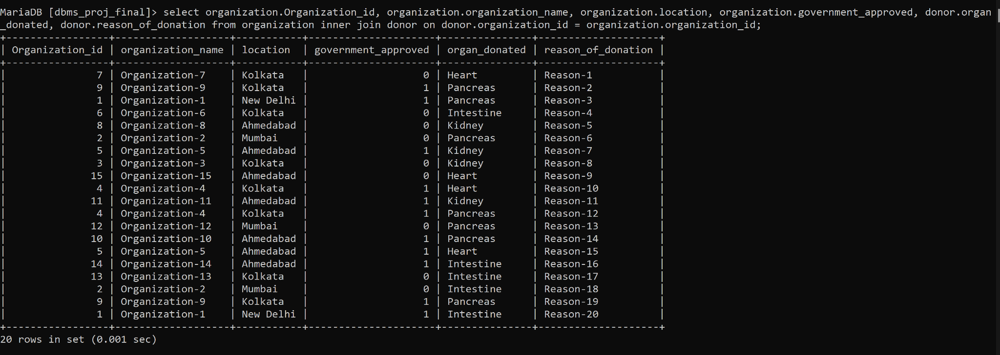 MariaDB [dbms_proj_final]> select organization.Organization_id, organization.organization_name, organization.location, organization.government_approved, donor.organ
_donated, donor.reason_of_donation from organization inner join donor on donor.organization_id = organization.organization_id;
+-----------------+-------------------+-----------+---------------------+---------------+--------------------+
| Organization_id | organization_name | location  | government_approved | organ_donated | reason_of_donation |
+-----------------+-------------------+-----------+---------------------+---------------+--------------------+
|               7 | Organization-7    | Kolkata   |                   0 | Heart         | Reason-1           |
|               9 | Organization-9    | Kolkata   |                   1 | Pancreas      | Reason-2           |
|               1 | Organization-1    | New Delhi |                   1 | Pancreas      | Reason-3           |
|               6 | Organization-6    | Kolkata   |                   0 | Intestine     | Reason-4           |
|               8 | Organization-8    | Ahmedabad |                   0 | Kidney        | Reason-5           |
|               2 | Organization-2    | Mumbai    |                   0 | Pancreas      | Reason-6           |
|               5 | Organization-5    | Ahmedabad |                   1 | Kidney        | Reason-7           |
|               3 | Organization-3    | Kolkata   |                   0 | Kidney        | Reason-8           |
|              15 | Organization-15   | Ahmedabad |                   0 | Heart         | Reason-9           |
|               4 | Organization-4    | Kolkata   |                   1 | Heart         | Reason-10          |
|              11 | Organization-11   | Ahmedabad |                   1 | Kidney        | Reason-11          |
|               4 | Organization-4    | Kolkata   |                   1 | Pancreas      | Reason-12          |
|              12 | Organization-12   | Mumbai    |                   0 | Pancreas      | Reason-13          |
|              10 | Organization-10   | Ahmedabad |                   1 | Pancreas      | Reason-14          |
|               5 | Organization-5    | Ahmedabad |                   1 | Heart         | Reason-15          |
|              14 | Organization-14   | Ahmedabad |                   1 | Intestine     | Reason-16          |
|              13 | Organization-13   | Kolkata   |                   0 | Intestine     | Reason-17          |
|               2 | Organization-2    | Mumbai    |                   0 | Intestine     | Reason-18          |
|               9 | Organization-9    | Kolkata   |                   1 | Pancreas      | Reason-19          |
|               1 | Organization-1    | New Delhi |                   1 | Intestine     | Reason-20          |
+-----------------+-------------------+-----------+---------------------+---------------+--------------------+
20 rows in set (0.001 sec)